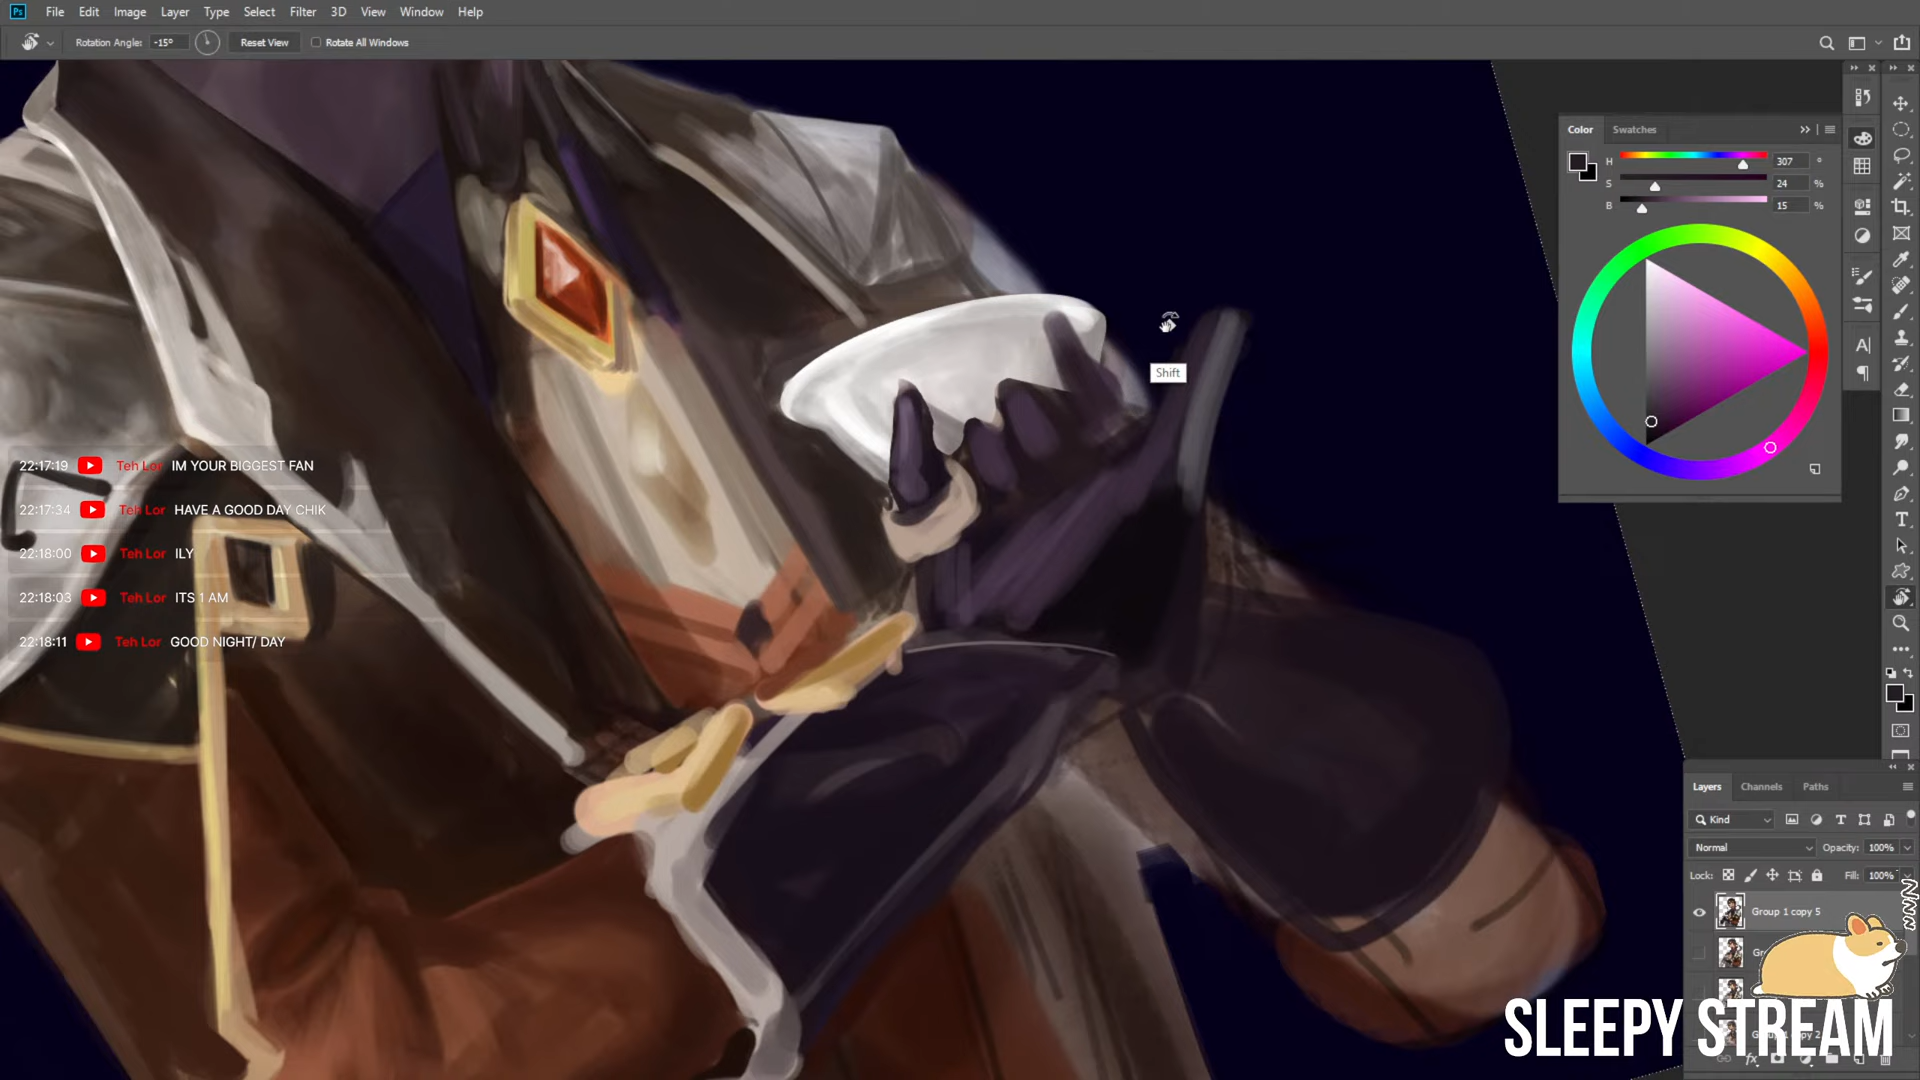 Ps File Edit Image Layer Type Select Filter 3D View Window Help
Rotation Angle: -15° Reset View Rotate All Windows
Color Swatches
H 307 °
S 24 %
B 15 %
Shift
22:17:19 Teh Lor IM YOUR BIGGEST FAN
22:17:34 Teh Lor HAVE A GOOD DAY CHIK
22:18:00 Teh Lor ILY
22:18:03 Teh Lor ITS 1 AM
22:18:11 Teh Lor GOOD NIGHT/ DAY
Layers Channels Paths
Kind
Normal Opacity: 100%
Lock: Fill: 100%
Group 1 copy 5
SLEEPY STREAM